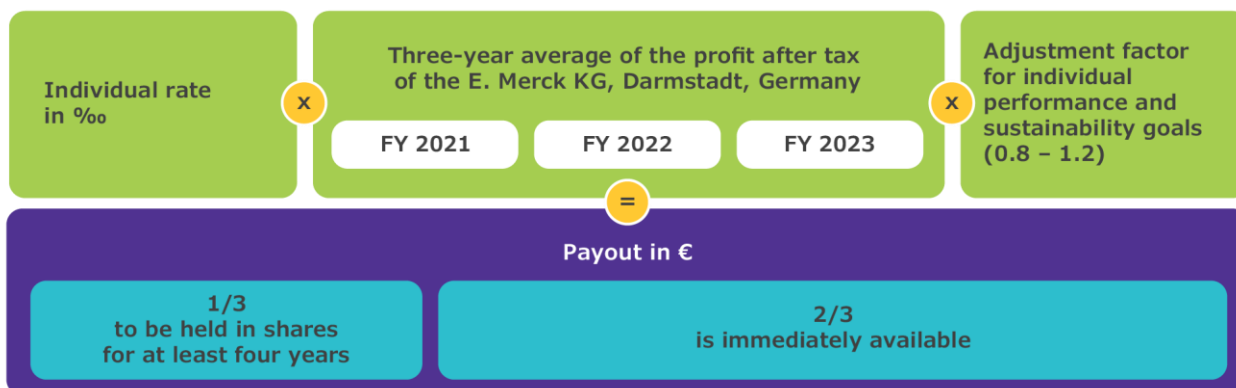 Individual rate
in ‰
x
Three-year average of the profit after tax
of the E. Merck KG, Darmstadt, Germany
FY 2021
FY 2022
FY 2023
x
Adjustment factor
for individual
performance and
sustainability goals
(0.8 – 1.2)
=
Payout in €
1/3
to be held in shares
for at least four years
2/3
is immediately available